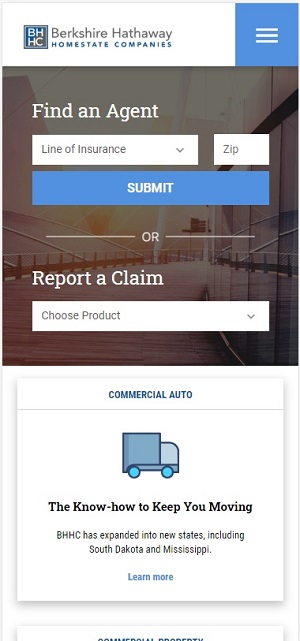 BH
HC
Berkshire Hathaway
HOMESTATE COMPANIES
Find an Agent
Line of Insurance
Zip
SUBMIT
OR
Report a Claim
Choose Product
COMMERCIAL AUTO
The Know-how to Keep You Moving
BHHC has expanded into new states, including
South Dakota and Mississippi.
Learn more
COMMERCIAL PROPERTY